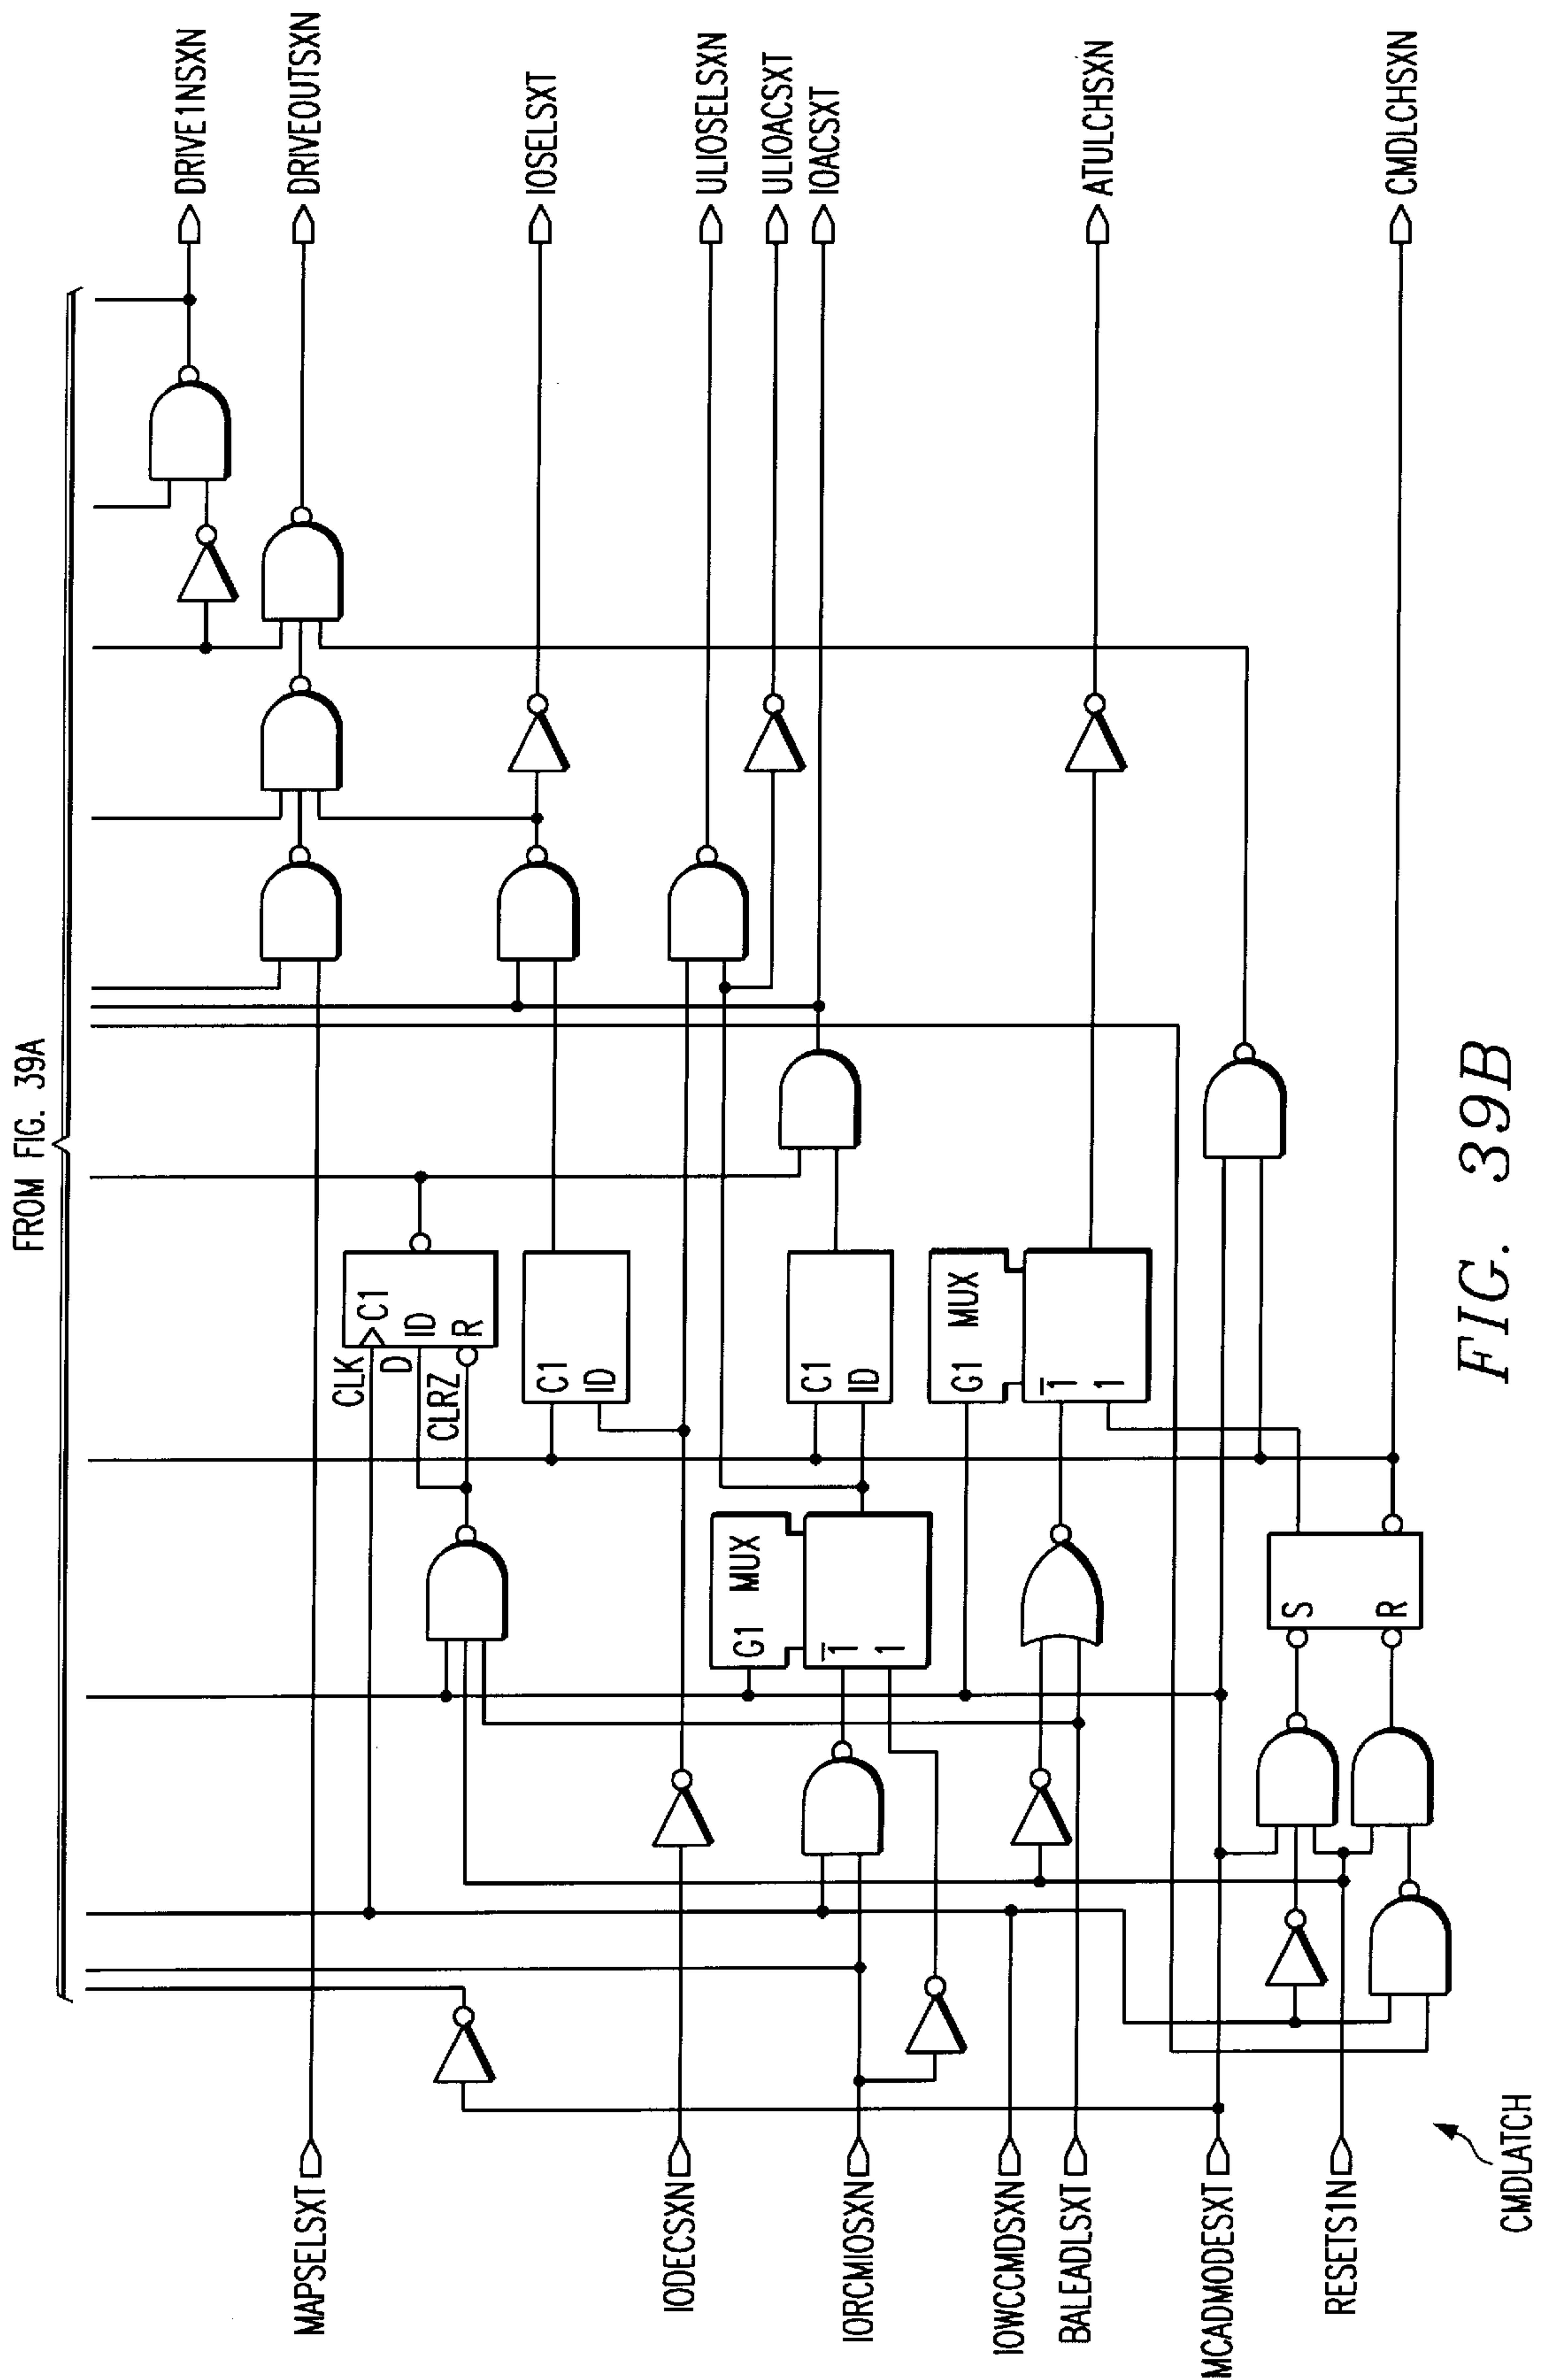 FROM FIG. 39A
DRIVE1NSXN
DRIVEOUTSXN
IOSELSXT
ULIOSELSXN
ULIOACSXT
IOACSXT
ATULCHSXN
CMDLCHSXN
CLK
D
CLRZ
C1
ID
R
C1
ID
C1
ID
MUX
G1
1
1
MUX
G1
1
1
S
R
MAPSELSXT
IODECSXN
IORCMIOSXN
IOWCCMDSXN
BALEADLSXT
MCADMODESXT
RESETS1N
CMDLATCH
FIG. 39B